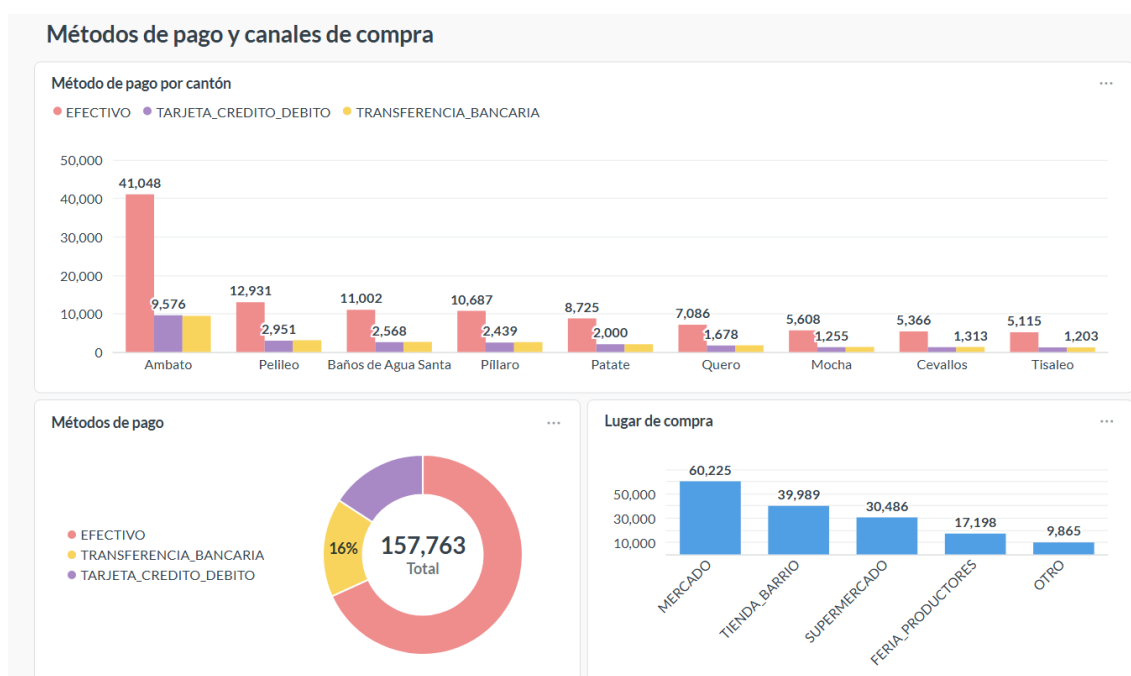 Métodos de pago y canales de compra
Método de pago por cantón
...
EFECTIVO TARJETA_CREDITO_DEBITO TRANSFERENCIA_BANCARIA
50,000
40,000
30,000
20,000
10,000
0
41,048
9,576
12,931
2,951
11,002
2,568
10,687
2,439
8,725
2,000
7,086
1,678
5,608
1,255
5,366
1,313
5,115
1,203
Ambato Pelileo Baños de Agua Santa Píllaro Patate Quero Mocha Cevallos Tisaleo
Métodos de pago
...
EFECTIVO
TRANSFERENCIA_BANCARIA
TARJETA_CREDITO_DEBITO
16%
157,763
Total
Lugar de compra
...
50,000
30,000
10,000
60,225
39,989
30,486
17,198
9,865
MERCADO
TIENDA_BARRIO
SUPERMERCADO
FERIA_PRODUCTORES
OTRO